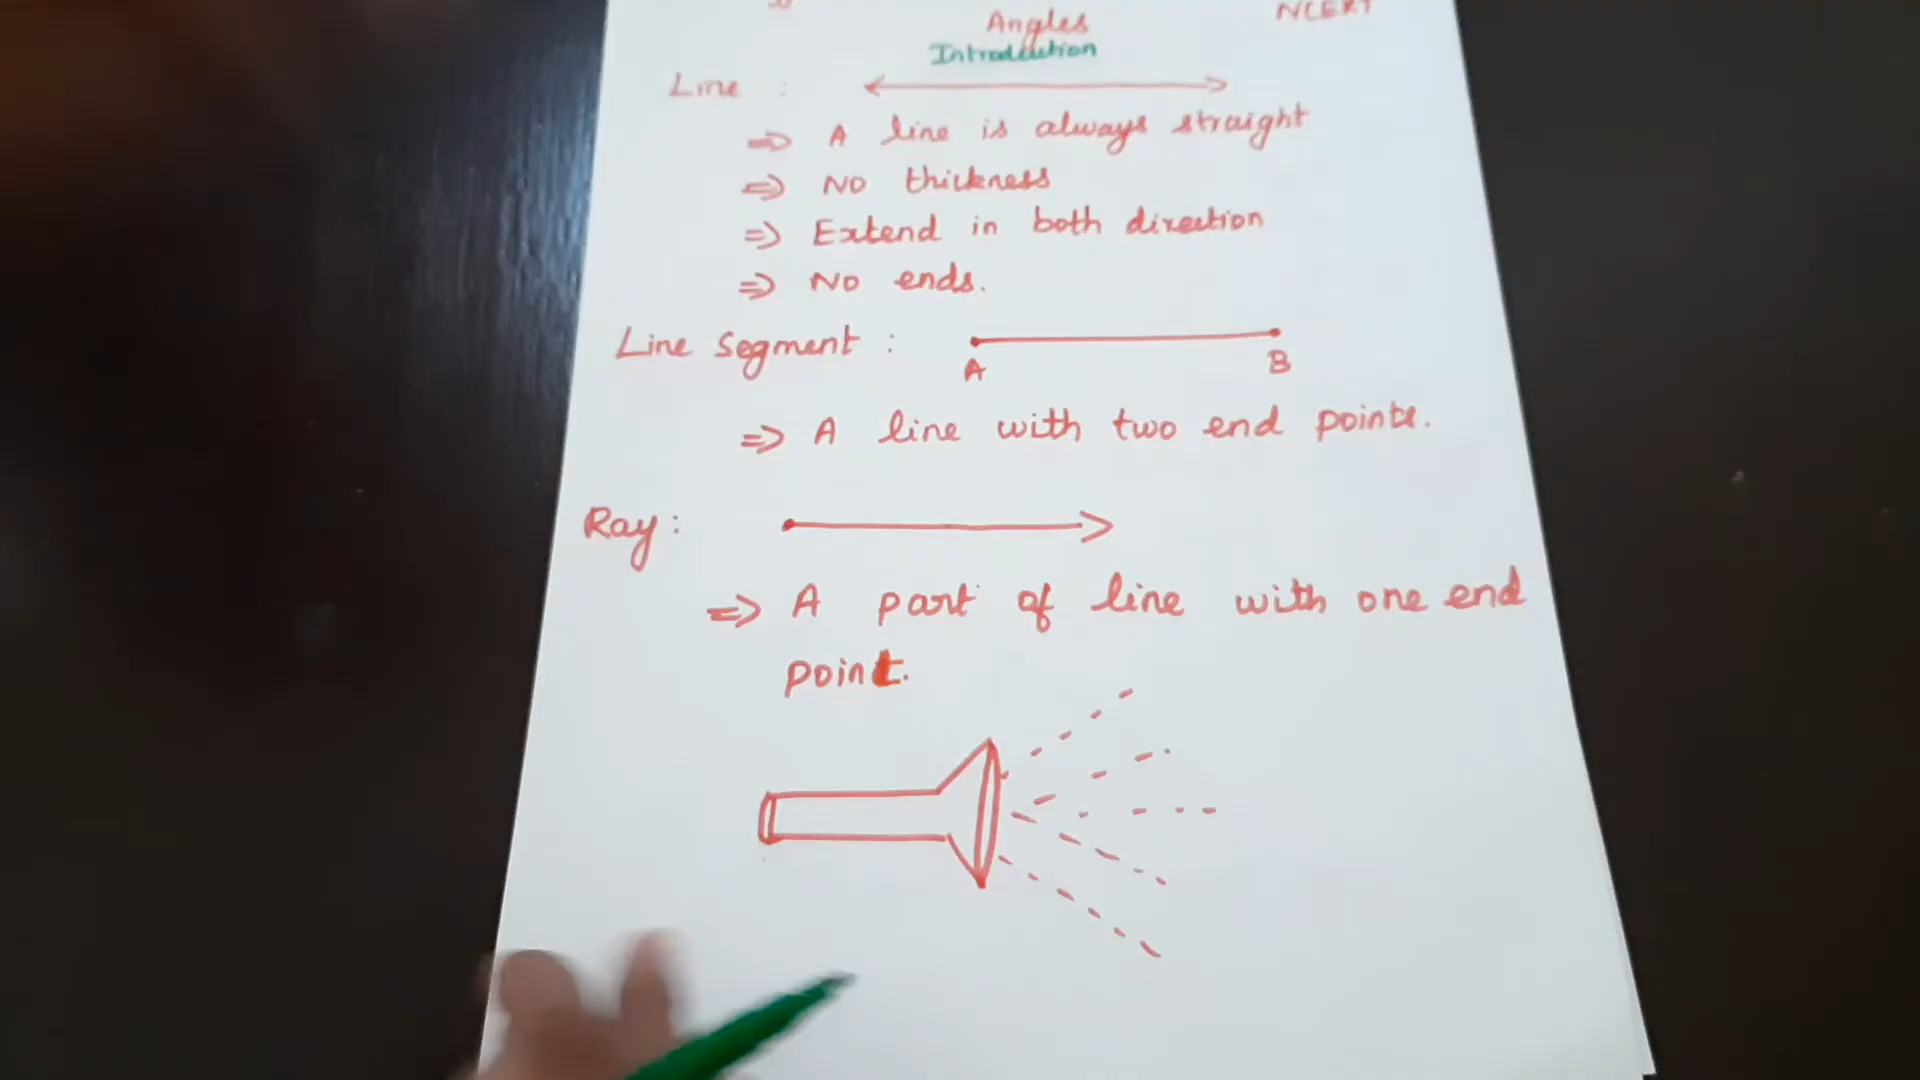 Angles
NCERT
Introduction
Line :
⇒ A line is always straight
⇒ No thickness
⇒ Extend in both direction
⇒ No ends.
Line Segment :
A B
⇒ A line with two end points.
Ray :
⇒ A part of line with one end
point.